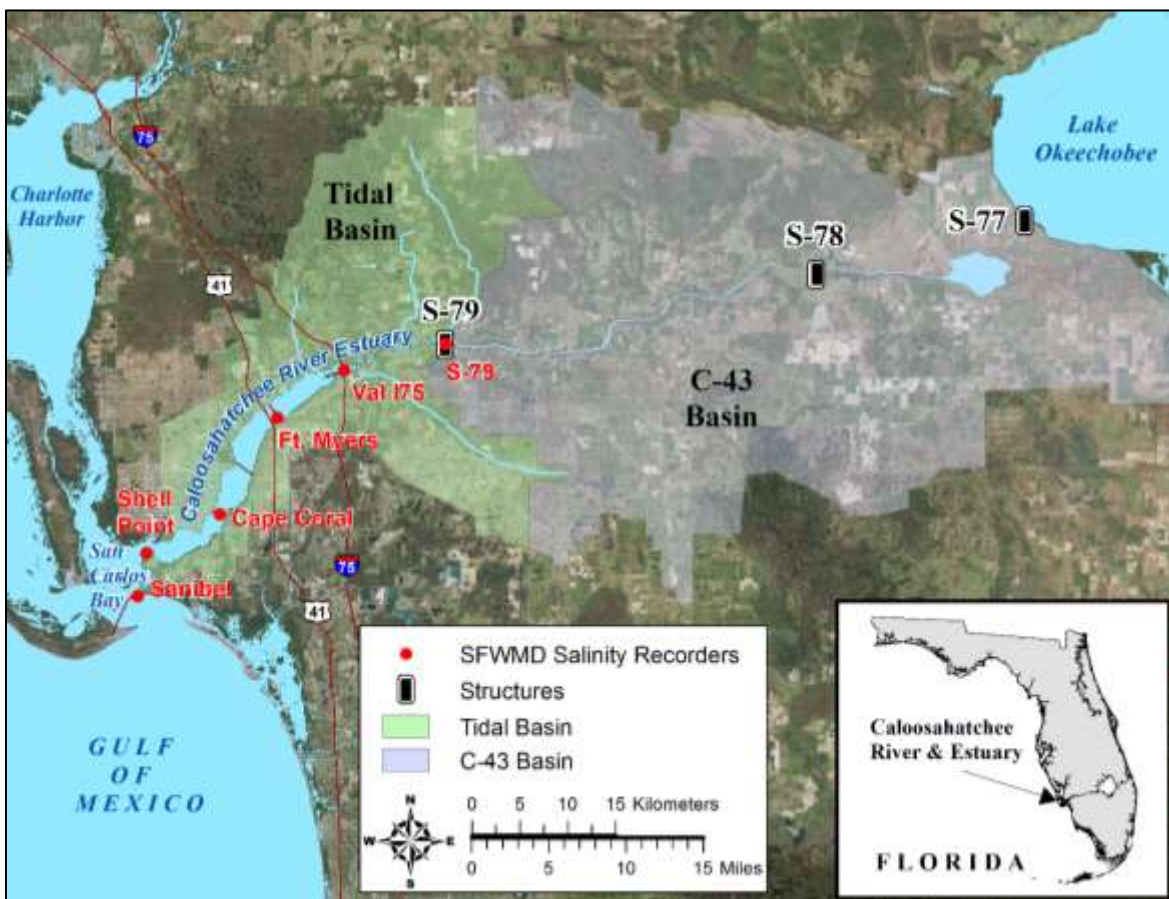 Lake
Okeechobee
75
Charlotte
Harbor
Tidal
Basin
S-77
S-78
41
S-79
S-79
Caloosahatchee River Estuary
Val I75
C-43
Basin
Ft. Myers
Shell
Point
Cape Coral
San
Carlos
Bay
Sanibel
75
41
GULF
OF
MEXICO
SFWMD Salinity Recorders
Structures
Tidal Basin
C-43 Basin
N
W
E
S
0 5 10 15 Kilometers
0 5 10 15 Miles
Caloosahatchee
River & Estuary
FLORIDA